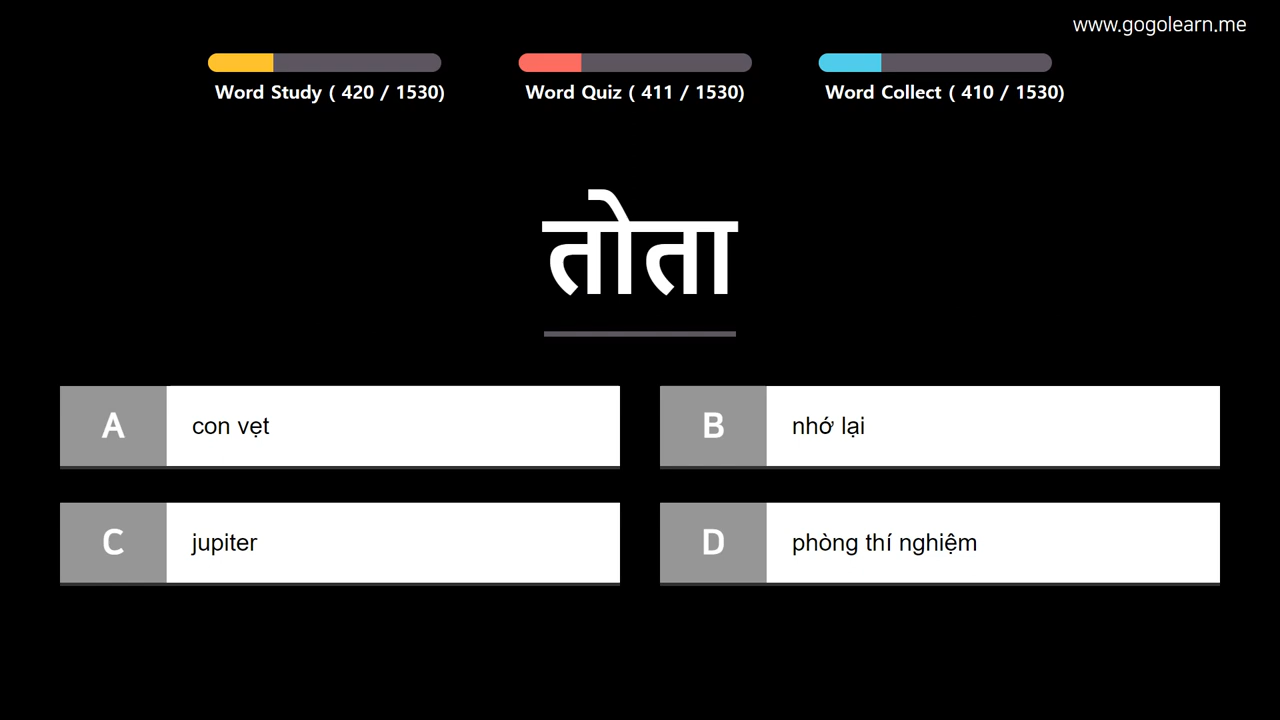 www.gogolearn.me
Word Study ( 420 / 1530)
Word Quiz ( 411 / 1530)
Word Collect ( 410 / 1530)
तोता
A con vẹt
B nhớ lại
C jupiter
D phòng thí nghiệm